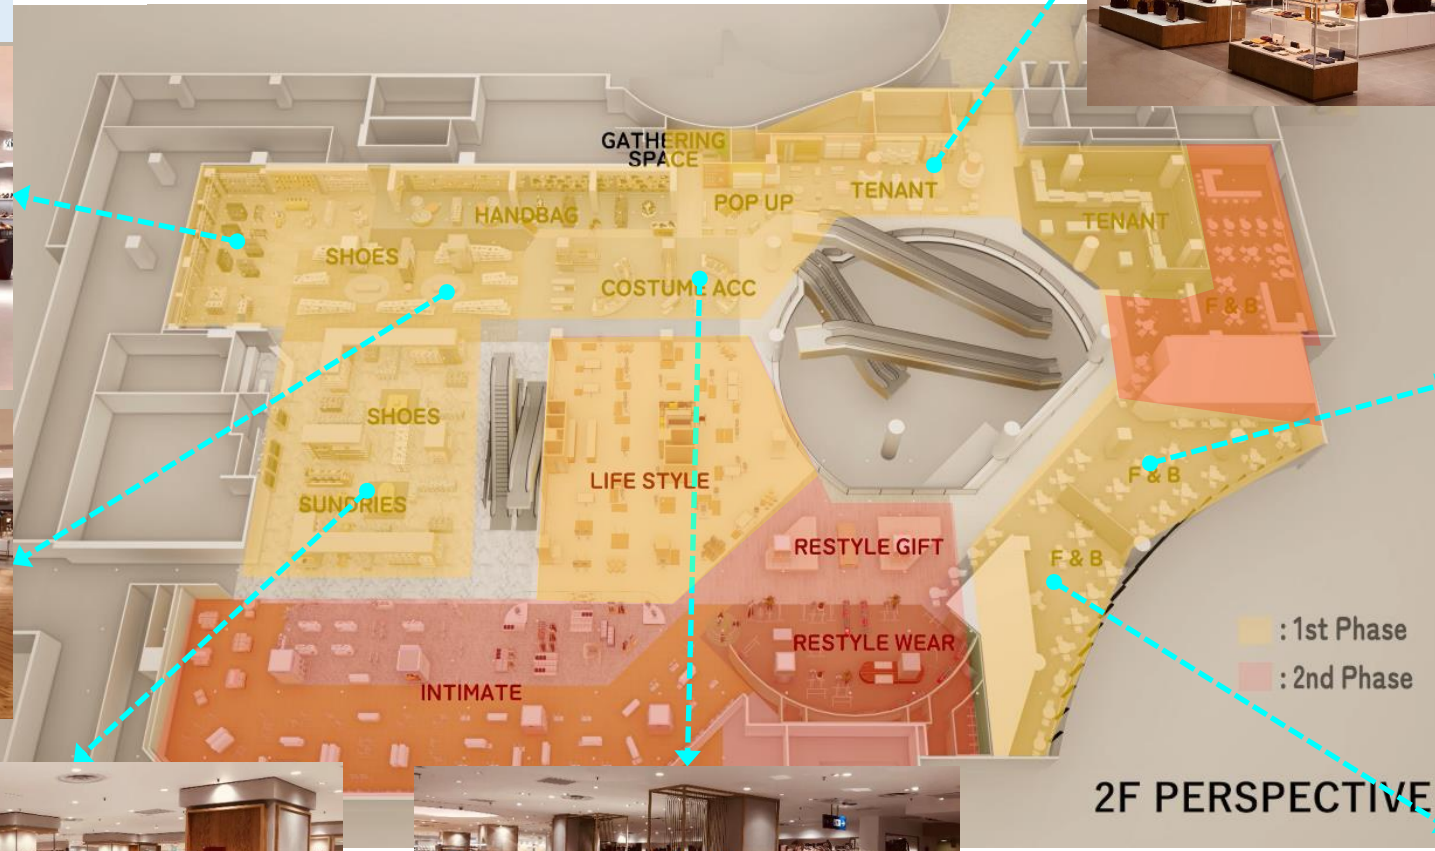 GATHERING
SPACE
TENANT
POP UP
HANDBAG
TENANT
SHOES
COSTUME ACC
F & B
SHOES
LIFE STYLE
F & B
SUNDRIES
RESTYLE GIFT
F & B
: 1st Phase
RESTYLE WEAR
: 2nd Phase
INTIMATE
2F PERSPECTIVE